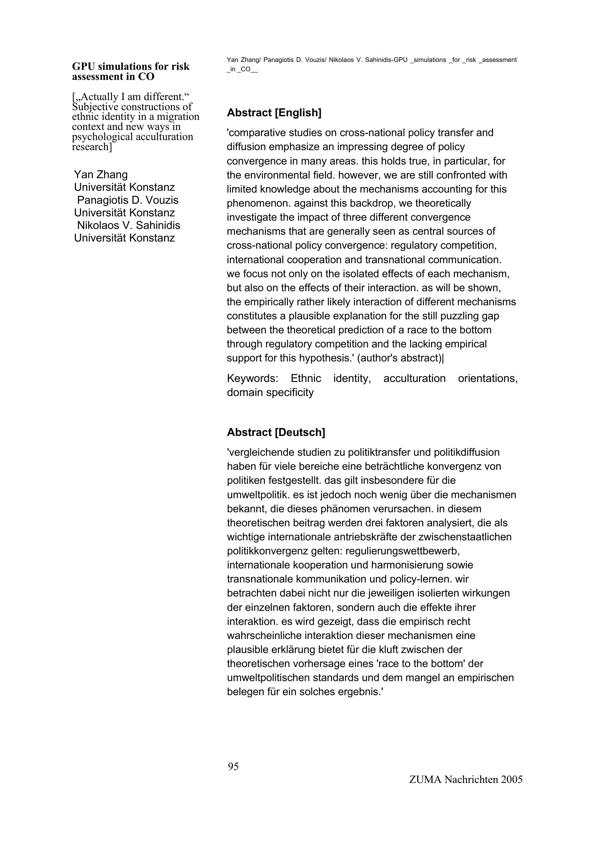 GPU simulations for risk
assessment in CO
[„Actually I am different.“
Subjective constructions of
ethnic identity in a migration
context and new ways in
psychological acculturation
research]
Yan Zhang
Universität Konstanz
Panagiotis D. Vouzis
Universität Konstanz
Nikolaos V. Sahinidis
Universität Konstanz
Yan Zhang/ Panagiotis D. Vouzis/ Nikolaos V. Sahinidis-GPU _simulations _for _risk _assessment
_in _CO__
Abstract [English]
'comparative studies on cross-national policy transfer and
diffusion emphasize an impressing degree of policy
convergence in many areas. this holds true, in particular, for
the environmental field. however, we are still confronted with
limited knowledge about the mechanisms accounting for this
phenomenon. against this backdrop, we theoretically
investigate the impact of three different convergence
mechanisms that are generally seen as central sources of
cross-national policy convergence: regulatory competition,
international cooperation and transnational communication.
we focus not only on the isolated effects of each mechanism,
but also on the effects of their interaction. as will be shown,
the empirically rather likely interaction of different mechanisms
constitutes a plausible explanation for the still puzzling gap
between the theoretical prediction of a race to the bottom
through regulatory competition and the lacking empirical
support for this hypothesis.' (author's abstract)|
Keywords: Ethnic identity, acculturation orientations,
domain specificity
Abstract [Deutsch]
'vergleichende studien zu politiktransfer und politikdiffusion
haben für viele bereiche eine beträchtliche konvergenz von
politiken festgestellt. das gilt insbesondere für die
umweltpolitik. es ist jedoch noch wenig über die mechanismen
bekannt, die dieses phänomen verursachen. in diesem
theoretischen beitrag werden drei faktoren analysiert, die als
wichtige internationale antriebskräfte der zwischenstaatlichen
politikkonvergenz gelten: regulierungswettbewerb,
internationale kooperation und harmonisierung sowie
transnationale kommunikation und policy-lernen. wir
betrachten dabei nicht nur die jeweiligen isolierten wirkungen
der einzelnen faktoren, sondern auch die effekte ihrer
interaktion. es wird gezeigt, dass die empirisch recht
wahrscheinliche interaktion dieser mechanismen eine
plausible erklärung bietet für die kluft zwischen der
theoretischen vorhersage eines 'race to the bottom' der
umweltpolitischen standards und dem mangel an empirischen
belegen für ein solches ergebnis.'
95
ZUMA Nachrichten 2005